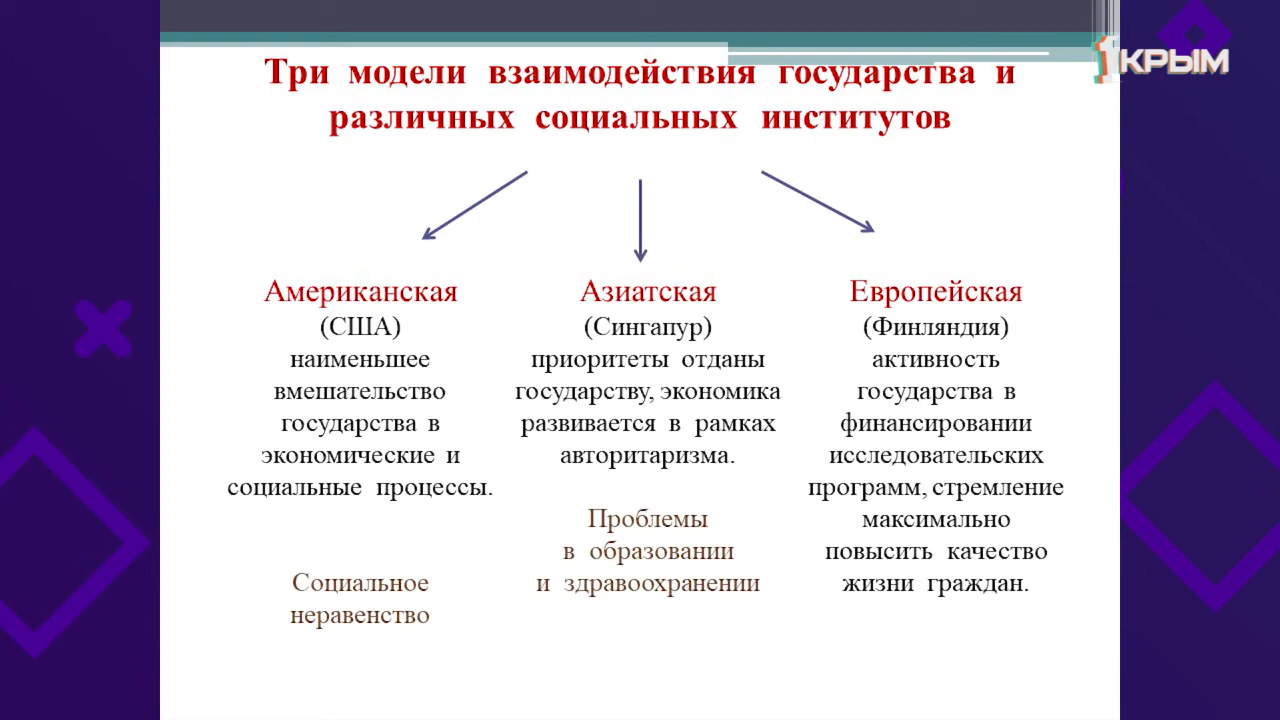 Три модели взаимодействия государства и
различных социальных институтов
1КРЫМ
Американская
(США)
наименьшее
вмешательство
государства в
экономические и
социальные процессы.
Социальное
неравенство
Азиатская
(Сингапур)
приоритеты отданы
государству, экономика
развивается в рамках
авторитаризма.
Проблемы
в образовании
и здравоохранении
Европейская
(Финляндия)
активность
государства в
финансировании
исследовательских
программ, стремление
максимально
повысить качество
жизни граждан.